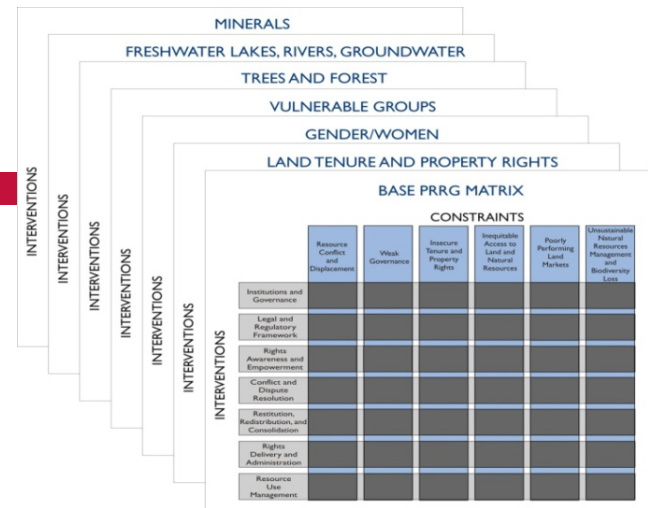 MINERALS
FRESHWATER LAKES, RIVERS, GROUNDWATER
TREES AND FOREST
VULNERABLE GROUPS
GENDER/WOMEN
LAND TENURE AND PROPERTY RIGHTS
BASE PRRG MATRIX
CONSTRAINTS
Resource
Conflict
and
Displacement
Weak
Governance
Insecure
Tenure and
Property
Rights
Inequitable
Access to
Land and
Natural
Resources
Poorly
Performing
Land
Markets
Unsustainable
Natural
Resources
Management
and
Biodiversity
Loss
INTERVENTIONS
INTERVENTIONS
INTERVENTIONS
INTERVENTIONS
INTERVENTIONS
INTERVENTIONS
INTERVENTIONS
Institutions and
Governance
Legal and
Regulatory
Framework
Rights
Awareness and
Empowerment
Conflict and
Dispute
Resolution
Restitution,
Redistribution, and
Consolidation
Rights
Delivery and
Administration
Resource
Use
Management